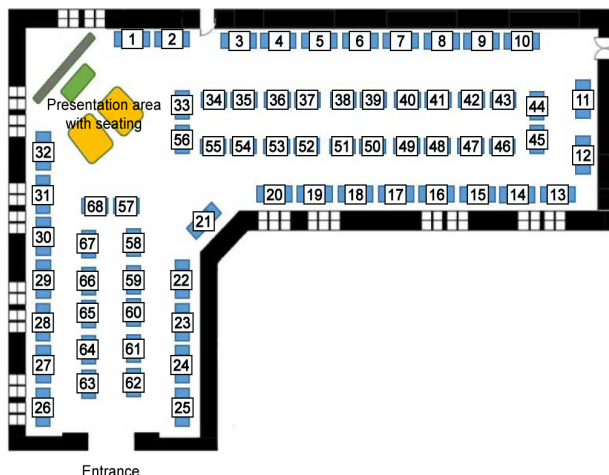 1 2 3 4 5 6 7 8 9 10
33 34 35 36 37 38 39 40 41 42 43 44 11
Presentation area
with seating
56 55 54 53 52 51 50 49 48 47 46 45 12
32
31 68 57 20 19 18 17 16 15 14 13
21
30 67 58
29 66 59 22
28 65 60 23
27 64 61 24
26 63 62 25
Entrance